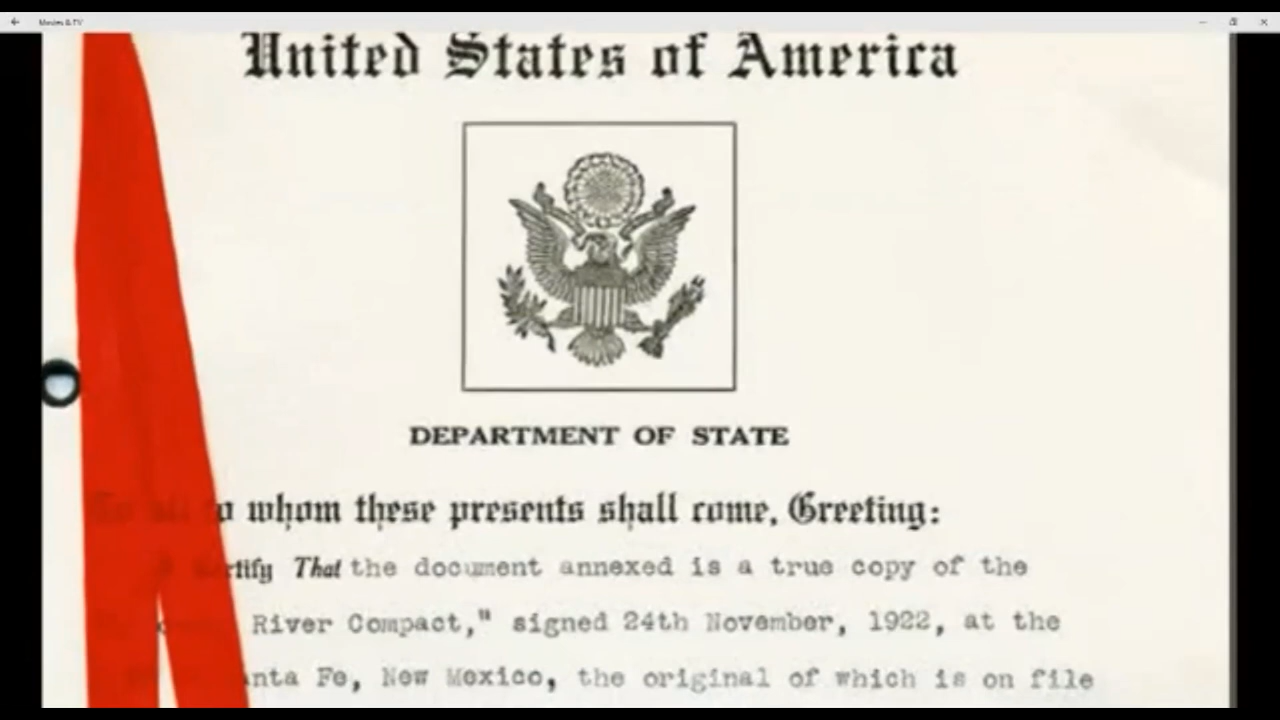 Movies & TV
United States of America
DEPARTMENT OF STATE
to whom these presents shall come, Greeting:
That the document annexed is a true copy of the
River Compact," signed 24th November, 1922, at the
Fe, New Mexico, the original of which is on file